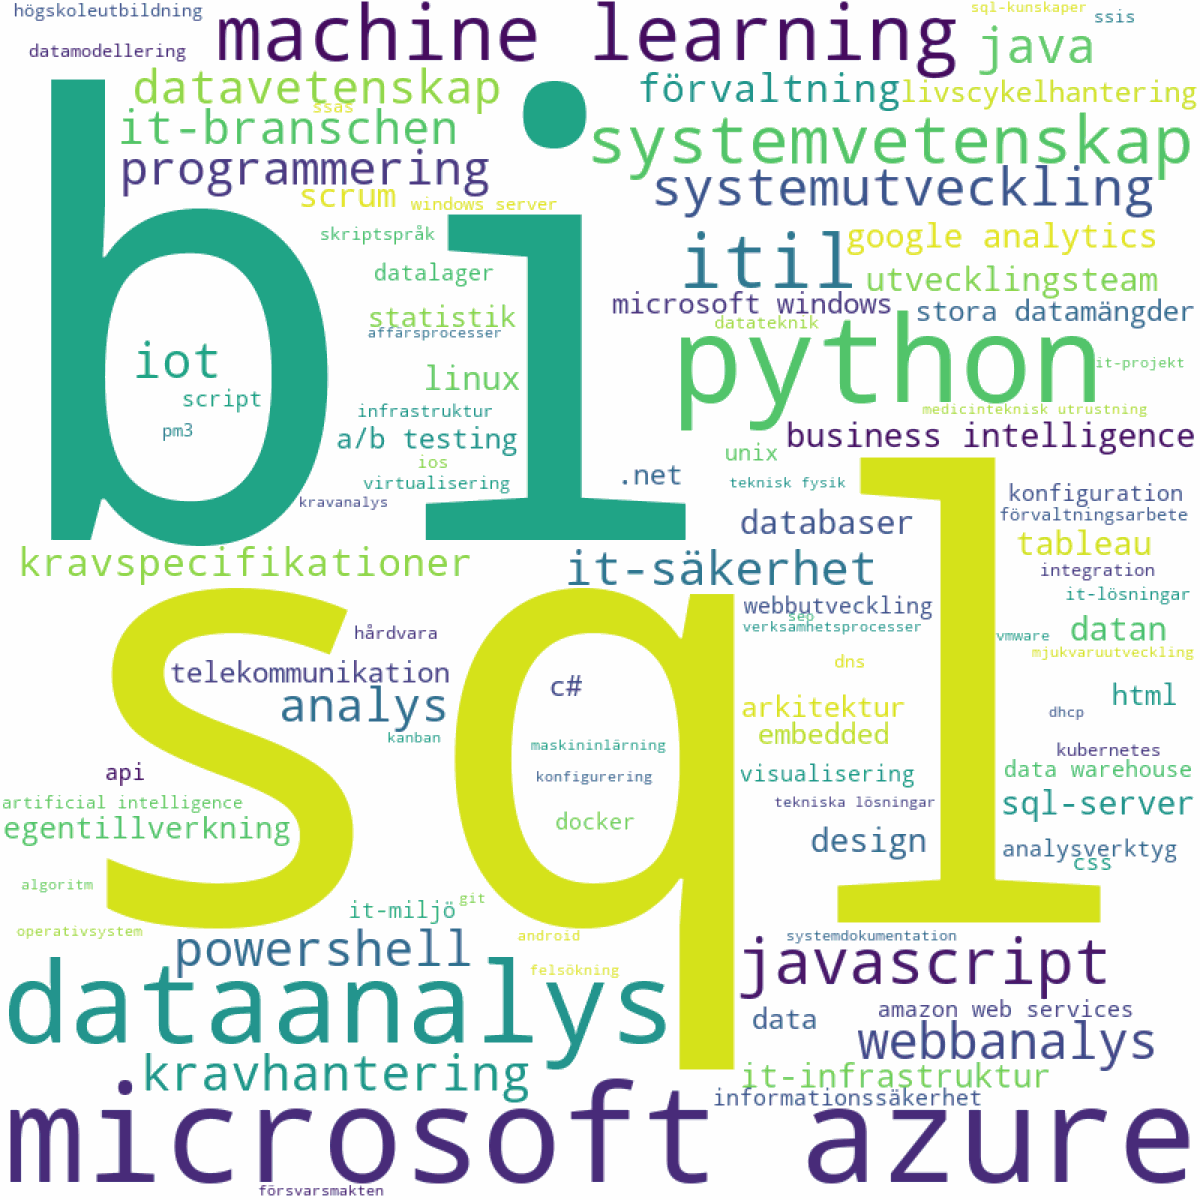 högskoleutbildning
machine learning
sql-kunskaper
ssis
datamodellering
java
datavetenskap
förvaltning
livscykelhantering
ssas
it-branschen
systemvetenskap
programmering
systemutveckling
scrum
windows server
skriptspråk
itil
google analytics
datalager
utvecklingsteam
microsoft windows
stora datamängder
statistik
affärsprocesser
datateknik
bi
python
it-projekt
iot
linux
script
infrastruktur
medicinteknisk utrustning
pm3
a/b testing
business intelligence
ios
unix
.net
virtualisering
teknisk fysik
kravanalys
konfiguration
förvaltningsarbete
databaser
tableau
kravspecifikationer
it-säkerhet
integration
it-lösningar
webbutveckling
seo
verksamhetsprocesser
hårdvara
vmware
datan
mjukvaruutveckling
telekommunikation
dns
c#
analys
html
arkitektur
dhcp
embedded
kanban
maskininlärning
kubernetes
sql
api
konfigurering
visualisering
data warehouse
artificial intelligence
tekniska lösningar
sql-server
egentillverkning
docker
design
analysverktyg
css
algoritm
git
it-miljö
operativsystem
android
systemdokumentation
powershell
felsökning
javascript
dataanalys
amazon web services
data
webbanalys
kravhantering
it-infrastruktur
informationssäkerhet
microsoft azure
försvarsmakten